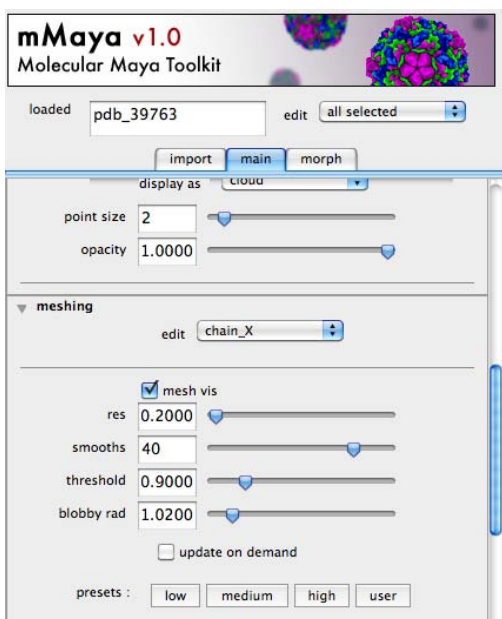 mMaya v1.0
Molecular Maya Toolkit
loaded pdb_39763 edit all selected
import main morph
display as cloud
point size 2
opacity 1.0000
meshing
edit chain_X
mesh vis
res 0.2000
smooths 40
threshold 0.9000
blobby rad 1.0200
update on demand
presets : low medium high user